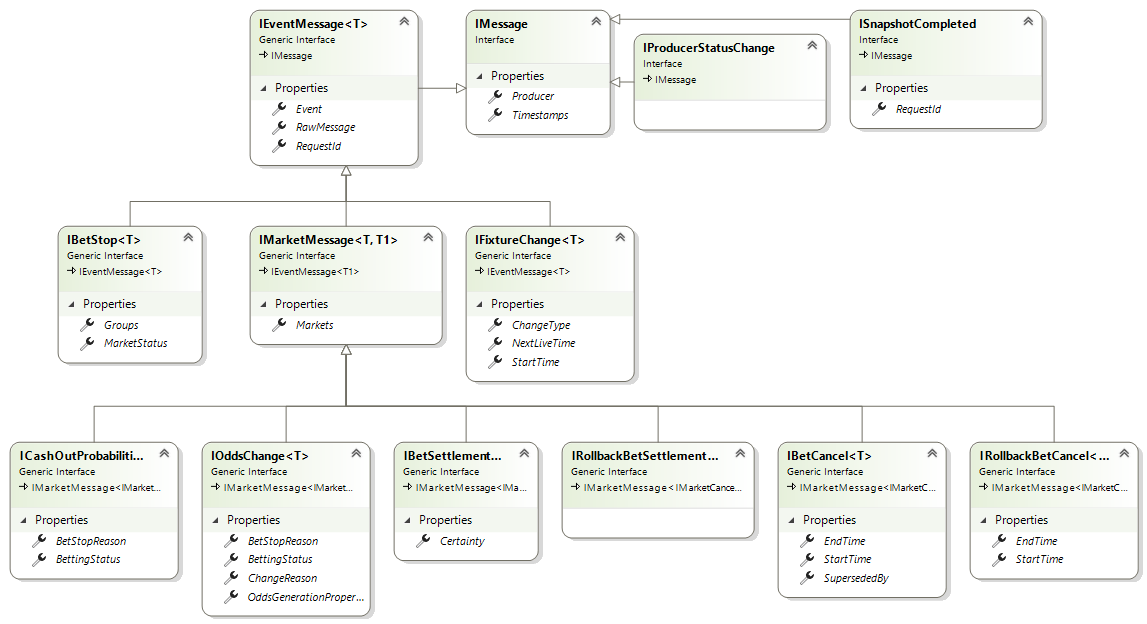 IEventMessage<T>
Generic Interface
IMessage
Properties
Event
RawMessage
RequestId
IMessage
Interface
Properties
Producer
Timestamps
IProducerStatusChange
Interface
IMessage
ISnapshotCompleted
Interface
IMessage
Properties
RequestId
IBetStop<T>
Generic Interface
IEventMessage<T>
Properties
Groups
MarketStatus
IMarketMessage<T, T1>
Generic Interface
IEventMessage<T1>
Properties
Markets
IFixtureChange<T>
Generic Interface
IEventMessage<T>
Properties
ChangeType
NextLiveTime
StartTime
ICashOutProbabiliti...
Generic Interface
IMarketMessage<IMarket...
Properties
BetStopReason
BettingStatus
IOddsChange<T>
Generic Interface
IMarketMessage<IMarket...
Properties
BetStopReason
BettingStatus
ChangeReason
OddsGenerationProper...
IBetSettlement...
Generic Interface
IMarketMessage<IMa...
Properties
Certainty
IRollbackBetSettlement...
Generic Interface
IMarketMessage<IMarketCance...
IBetCancel<T>
Generic Interface
IMarketMessage<IMarketC...
Properties
EndTime
StartTime
SupersededBy
IRollbackBetCancel< ...
Generic Interface
IMarketMessage<IMarketC...
Properties
EndTime
StartTime